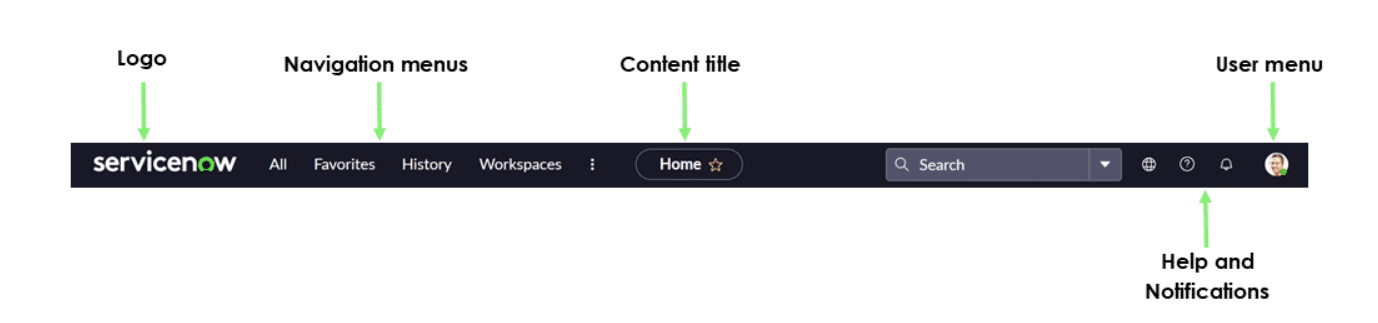 Logo
Navigation menus
Content title
User menu
servicenow All Favorites History Workspaces Home Search
Help and
Notifications